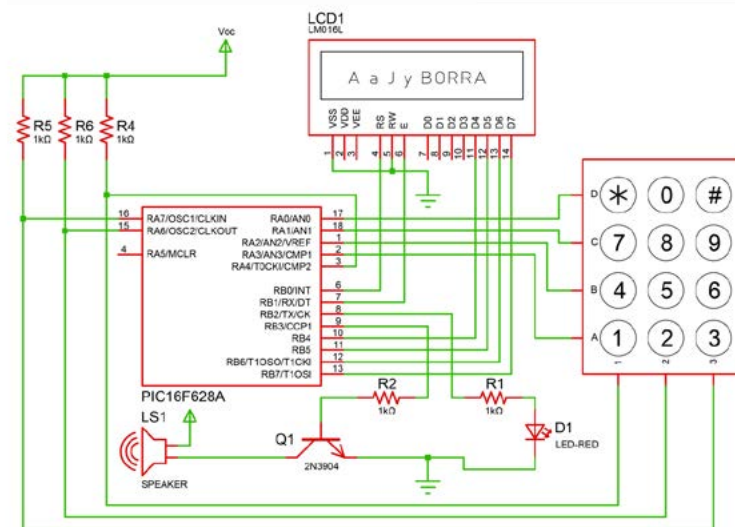 LCD1
LM016L
Vcc
A a J y BORRA
VSS
VDD
VEE
RS
RW
E
D0
D1
D2
D3
D4
D5
D6
D7
1
2
3
4
5
6
7
8
9
10
11
12
13
14
R5
1kΩ
R6
1kΩ
R4
1kΩ
16
RA7/OSC1/CLKIN
15
RA6/OSC2/CLKOUT
4
RA5/MCLR
RA0/AN0
17
RA1/AN1
18
RA2/AN2/VREF
1
RA3/AN3/CMP1
2
RA4/T0CKI/CMP2
3
RB0/INT
6
RB1/RX/DT
7
RB2/TX/CK
8
RB3/CCP1
9
RB4
10
RB5
11
RB6/T1OSO/T1CKI
12
RB7/T1OSI
13
PIC16F628A
D
* 0 #
C
7 8 9
B
4 5 6
A
1 2 3
1
2
3
LS1
SPEAKER
R2
1kΩ
R1
1kΩ
Q1
2N3904
D1
LED-RED